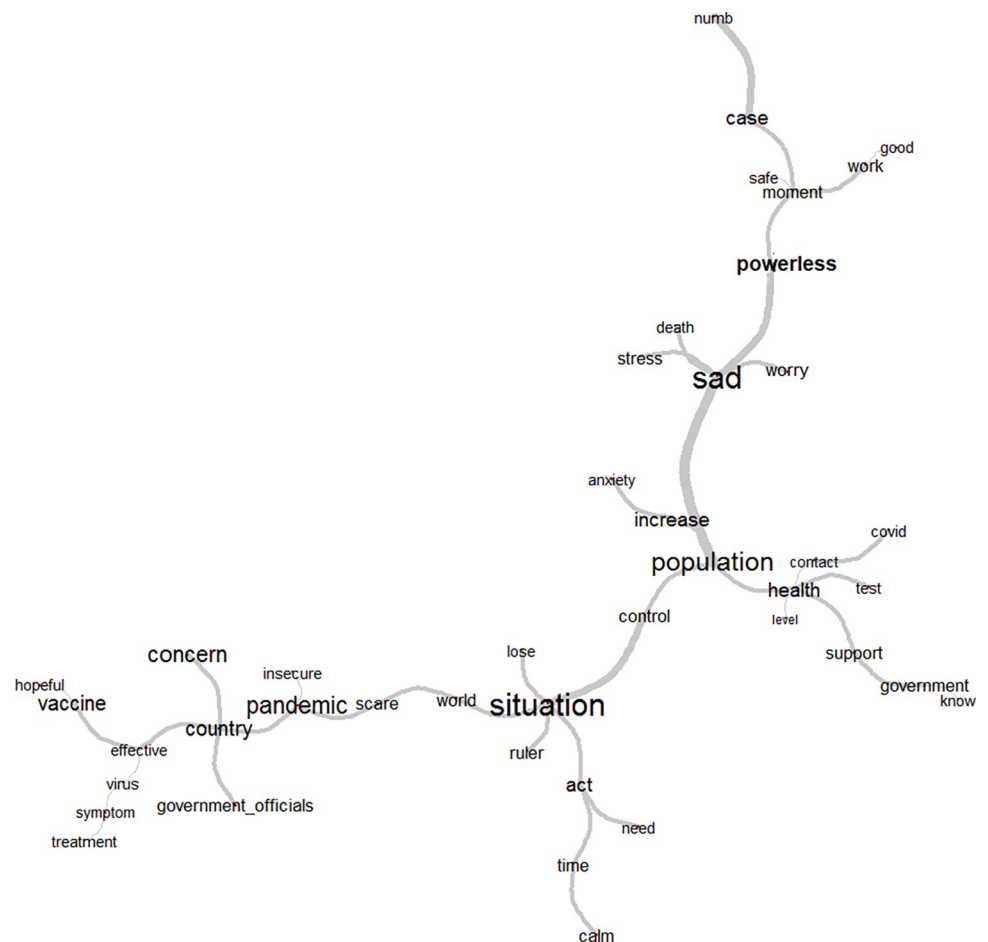 numb
case
good
work
safe
moment
powerless
death
stress
worry
sad
anxiety
increase
covid
population
contact
health
test
level
control
lose
support
concern
insecure
government
hopeful
vaccine
pandemic
scare
world
situation
know
country
effective
ruler
virus
act
symptom
government_officials
need
treatment
time
calm